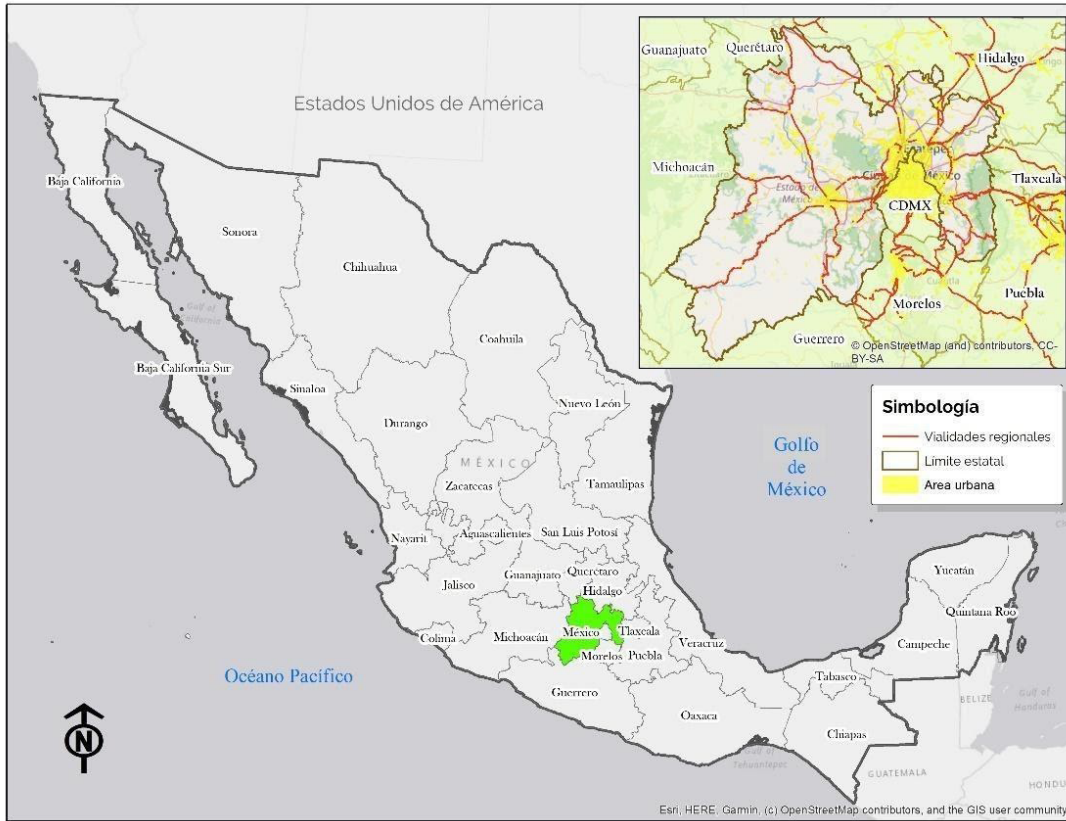 Estados Unidos de América
Baja California
Sonora
Chihuahua
Coahuila
Gulf of
California
Baja California Sur
Sinaloa
Nuevo León
Durango
MÉXICO
Zacatecas
Tamaulipas
Golfo
de
México
Nayarit
Aguascalientes
San Luis Potosí
Jalisco
Guanajuato
Querétaro
Hidalgo
Colima
Michoacán
México
Tlaxcala
Veracruz
Morelos
Puebla
Guerrero
Oaxaca
Tabasco
Chiapas
Campeche
Yucatán
Quintana Roo
Océano Pacífico
N
Gulf of
Tehuantepec
BELIZE
Gulf of
Honduras
GUATEMALA
HONDU
Esri, HERE, Garmin, (c) OpenStreetMap contributors, and the GIS user community
Guanajuato
Querétaro
Hidalgo
Michoacán
Estado de
México
CDMX
Tlaxcala
Morelos
Puebla
Guerrero
© OpenStreetMap (and) contributors, CC-
BY-SA
Simbología
Vialidades regionales
Límite estatal
Area urbana